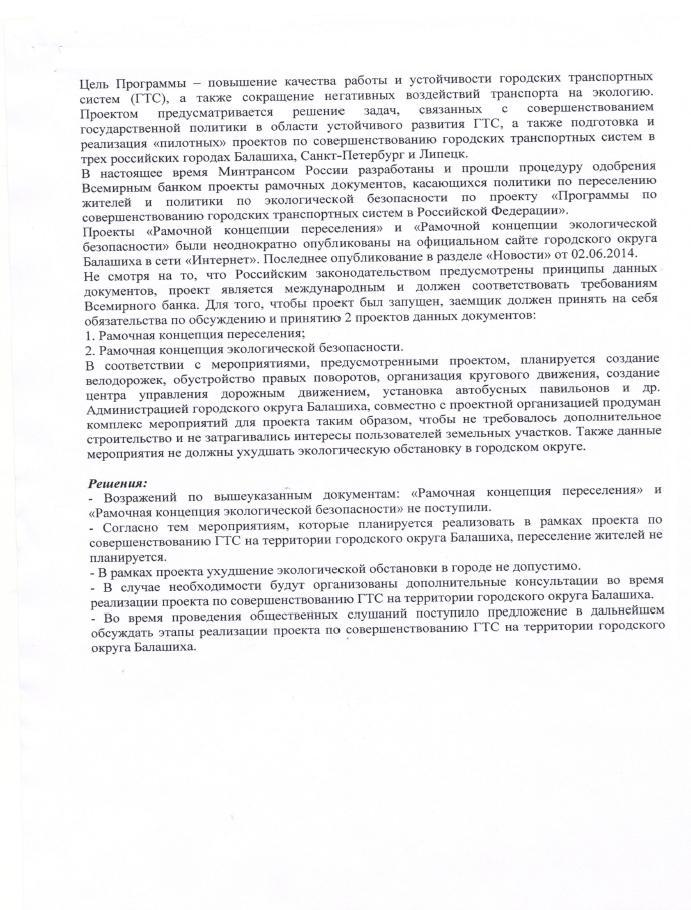 Цель Программы – повышение качества работы и устойчивости городских транспортных
систем (ГТС), а также сокращение негативных воздействий транспорта на экологию.
Проектом предусматривается решение задач, связанных с совершенствованием
государственной политики в области устойчивого развития ГТС, а также подготовка и
реализация «пилотных» проектов по совершенствованию городских транспортных систем в
трех российских городах Балашиха, Санкт-Петербург и Липецк.
В настоящее время Минтрансом России разработаны и прошли процедуру одобрения
Всемирным банком проекты рамочных документов, касающихся политики по переселению
жителей и политики по экологической безопасности по проекту «Программы по
совершенствованию городских транспортных систем в Российской Федерации».
Проекты «Рамочной концепции переселения» и «Рамочной концепции экологической
безопасности» были неоднократно опубликованы на официальном сайте городского округа
Балашиха в сети «Интернет». Последнее опубликование в разделе «Новости» от 02.06.2014.
Не смотря на то, что Российским законодательством предусмотрены принципы данных
документов, проект является международным и должен соответствовать требованиям
Всемирного банка. Для того, чтобы проект был запущен, заемщик должен принять на себя
обязательства по обсуждению и принятию 2 проектов данных документов:
1. Рамочная концепция переселения;
2. Рамочная концепция экологической безопасности.
В соответствии с мероприятиями, предусмотренными проектом, планируется создание
велодорожек, обустройство правых поворотов, организация кругового движения, создание
центра управления дорожным движением, установка автобусных павильонов и др.
Администрацией городского округа Балашиха, совместно с проектной организацией продуман
комплекс мероприятий для проекта таким образом, чтобы не требовалось дополнительное
строительство и не затрагивались интересы пользователей земельных участков. Также данные
мероприятия не должны ухудшать экологическую обстановку в городском округе.
Решения:
- Возражений по вышеуказанным документам: «Рамочная концепция переселения» и
«Рамочная концепция экологической безопасности» не поступили.
- Согласно тем мероприятиям, которые планируется реализовать в рамках проекта по
совершенствованию ГТС на территории городского округа Балашиха, переселение жителей не
планируется.
- В рамках проекта ухудшение экологической обстановки в городе не допустимо.
- В случае необходимости будут организованы дополнительные консультации во время
реализации проекта по совершенствованию ГТС на территории городского округа Балашиха.
- Во время проведения общественных слушаний поступило предложение в дальнейшем
обсуждать этапы реализации проекта по совершенствованию ГТС на территории городского
округа Балашиха.